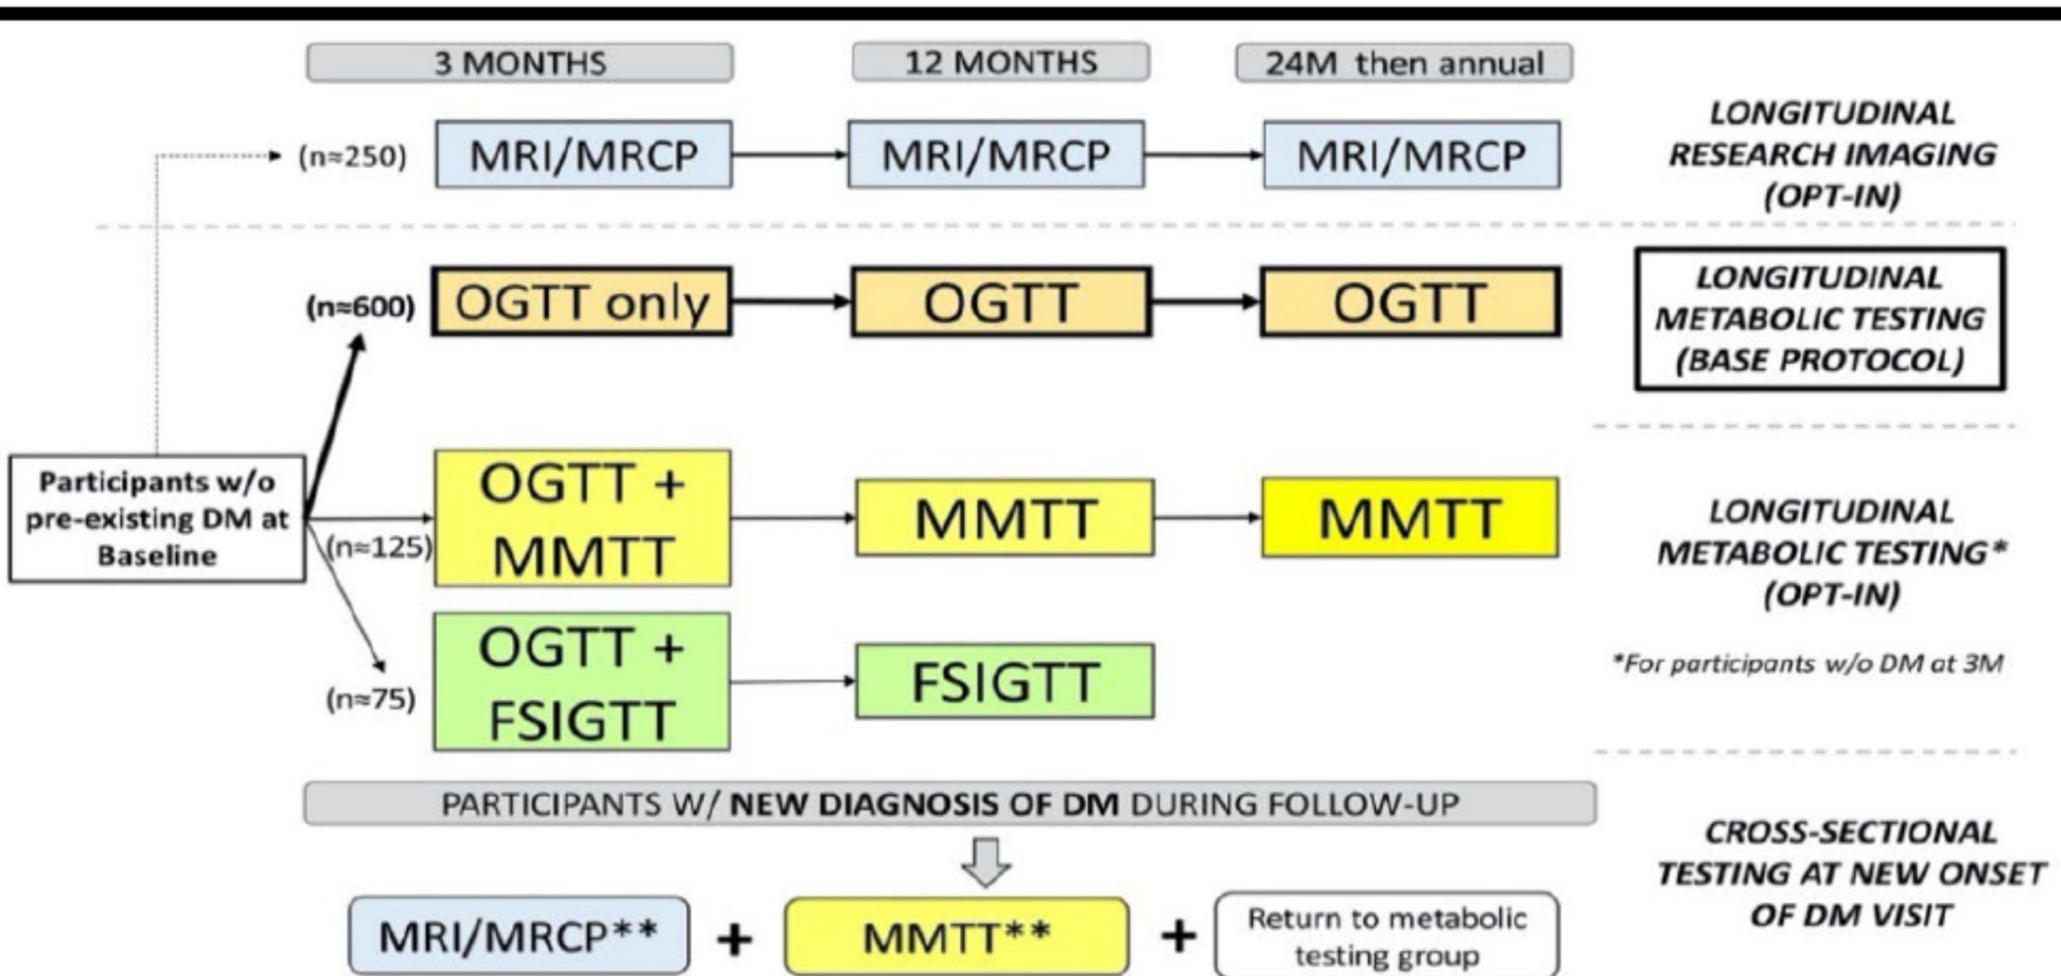 3 MONTHS
12 MONTHS
24M then annual
(n≈250)
MRI/MRCP
MRI/MRCP
MRI/MRCP
LONGITUDINAL
RESEARCH IMAGING
(OPT-IN)
(n≈600)
OGTT only
OGTT
OGTT
LONGITUDINAL
METABOLIC TESTING
(BASE PROTOCOL)
Participants w/o
pre-existing DM at
Baseline
(n≈125)
OGTT +
MMTT
MMTT
MMTT
LONGITUDINAL
METABOLIC TESTING*
(OPT-IN)
*For participants w/o DM at 3M
(n≈75)
OGTT +
FSIGTT
FSIGTT
PARTICIPANTS W/ NEW DIAGNOSIS OF DM DURING FOLLOW-UP
CROSS-SECTIONAL
TESTING AT NEW ONSET
OF DM VISIT
MRI/MRCP**
+
MMTT**
+
Return to metabolic
testing group